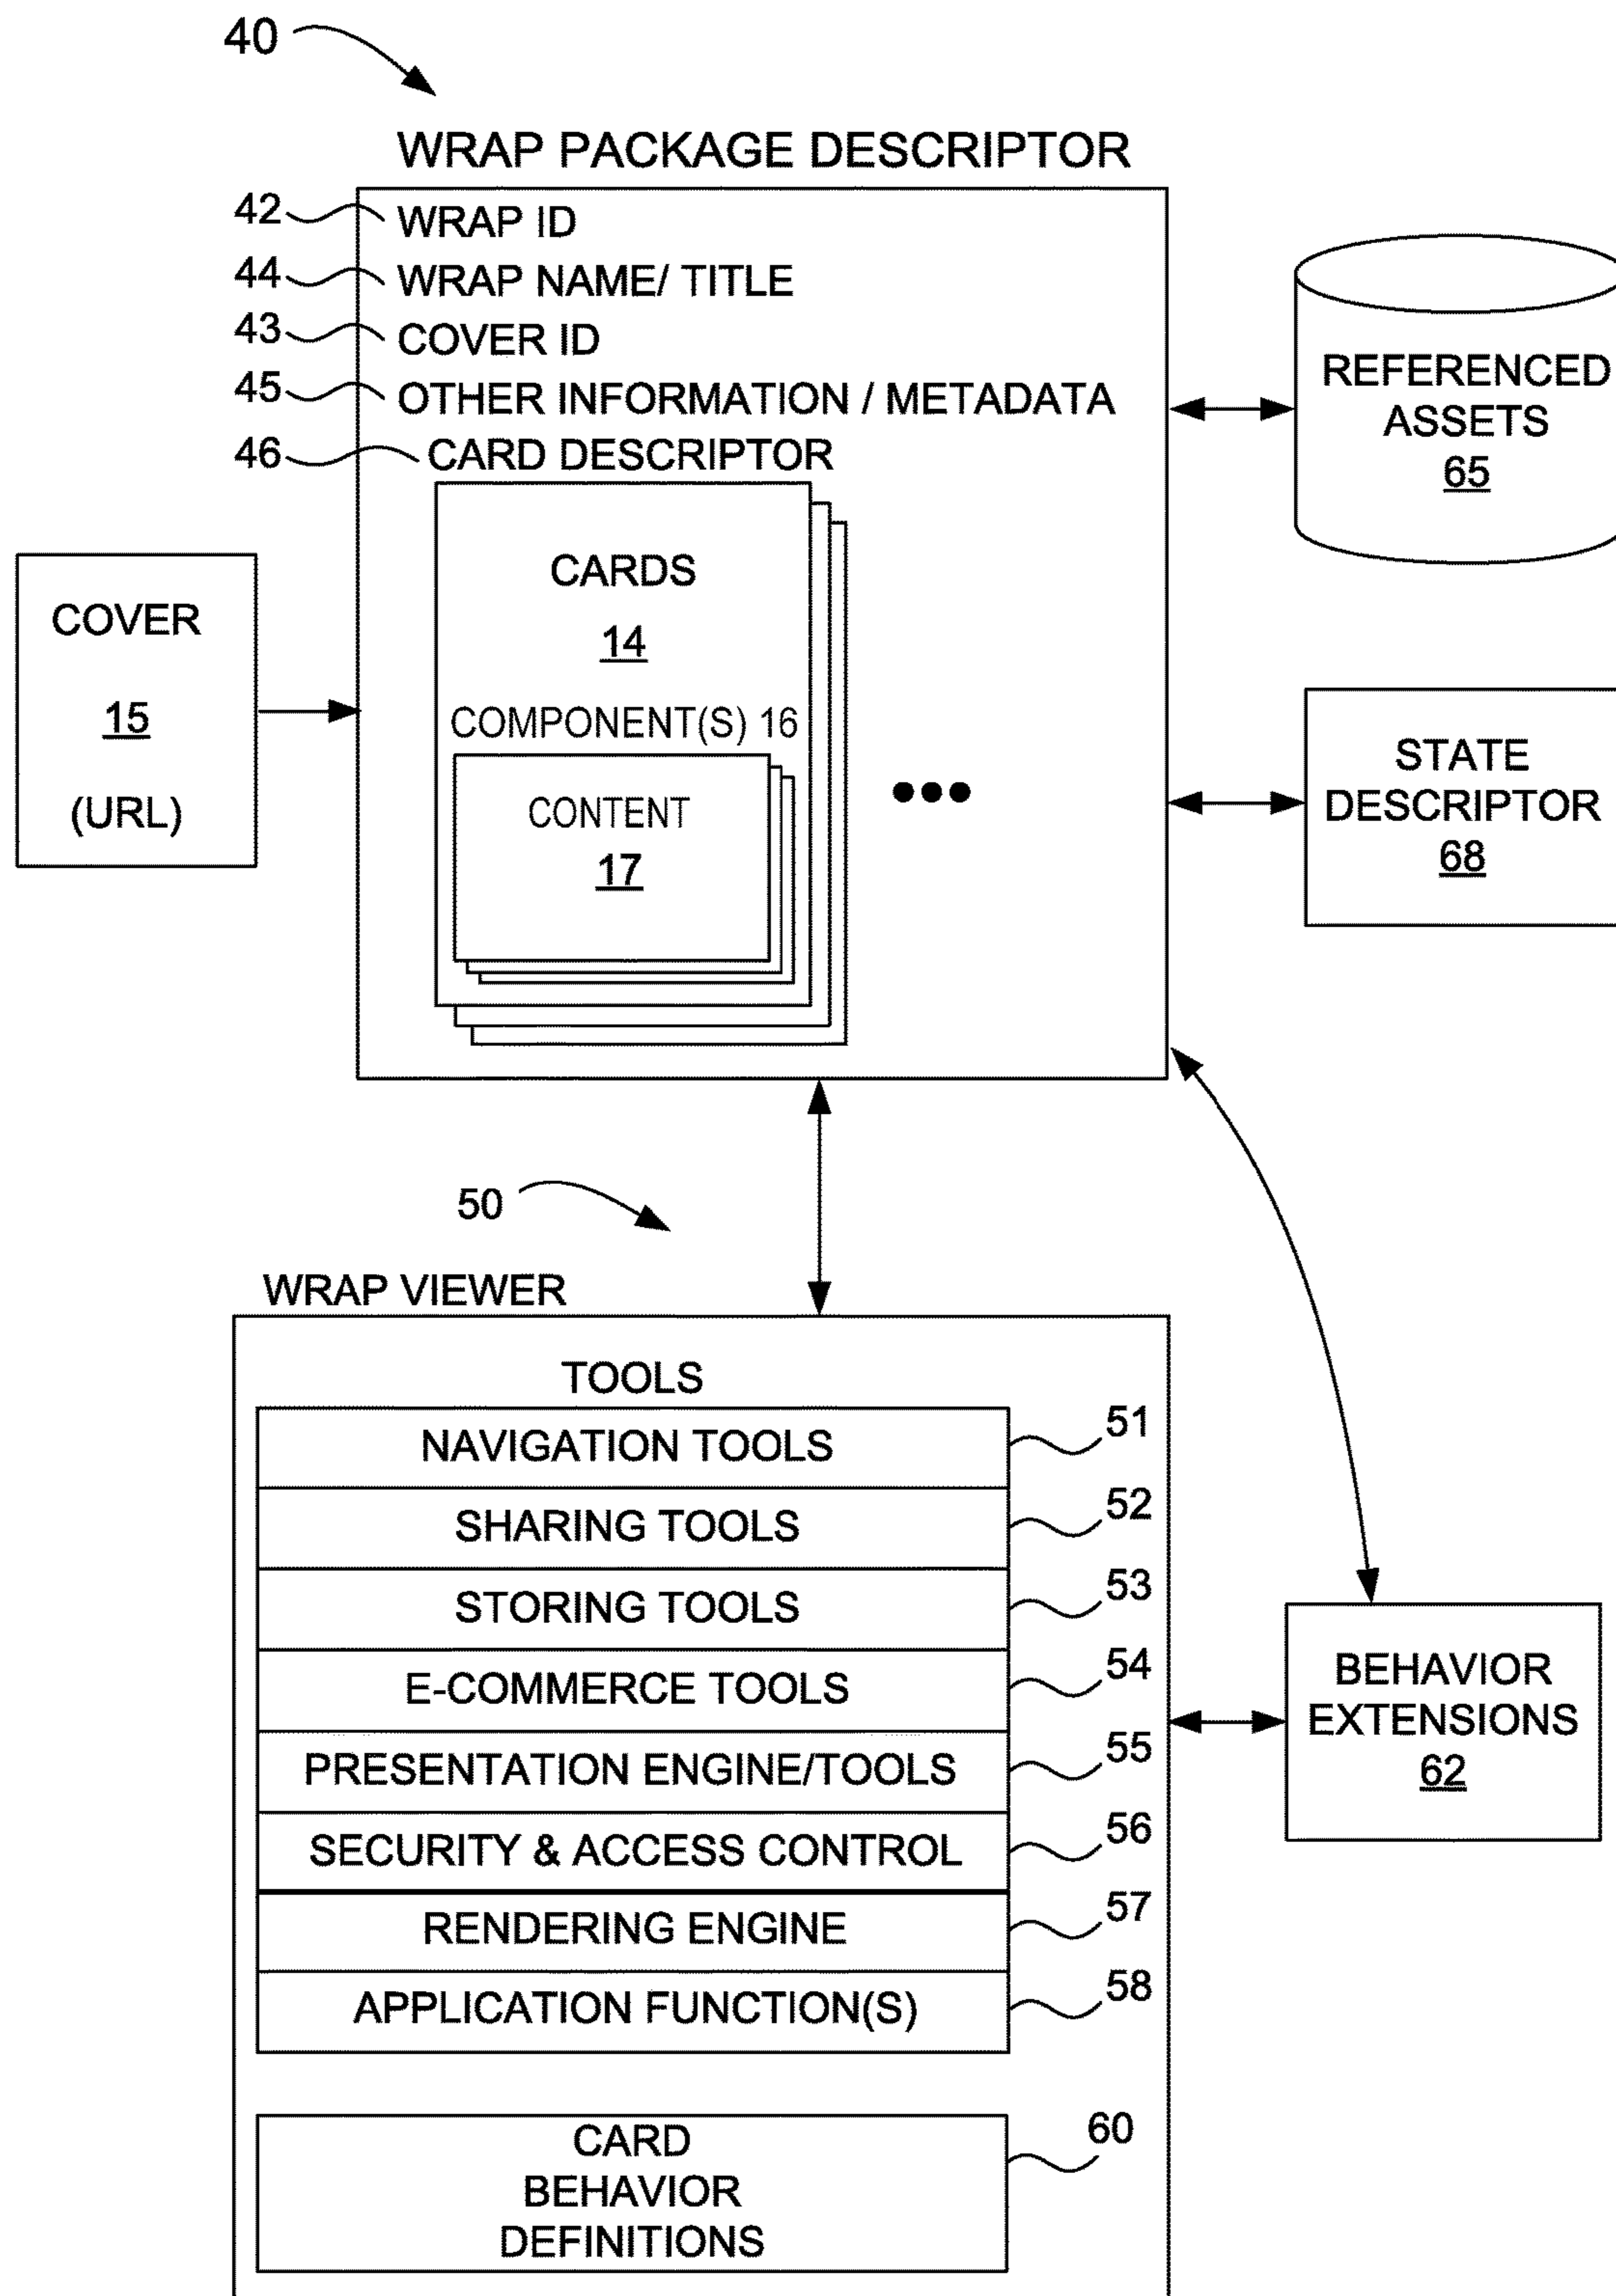 40
WRAP PACKAGE DESCRIPTOR
42 WRAP ID
44 WRAP NAME/ TITLE
43 COVER ID
45 OTHER INFORMATION / METADATA
46 CARD DESCRIPTOR
REFERENCED
ASSETS
65
COVER
15
(URL)
CARDS
14
COMPONENT(S) 16
CONTENT
17
STATE
DESCRIPTOR
68
50
WRAP VIEWER
TOOLS
NAVIGATION TOOLS 51
SHARING TOOLS 52
STORING TOOLS 53
E-COMMERCE TOOLS 54
PRESENTATION ENGINE/TOOLS 55
SECURITY & ACCESS CONTROL 56
RENDERING ENGINE 57
APPLICATION FUNCTION(S) 58
BEHAVIOR
EXTENSIONS
62
CARD 60
BEHAVIOR
DEFINITIONS